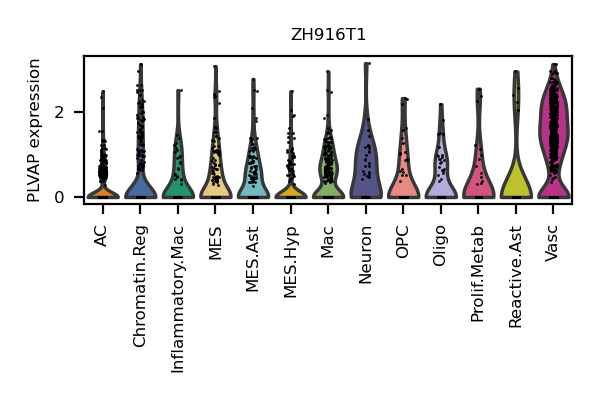 ZH916T1
PLVAP expression
2
0
AC
Chromatin.Reg
Inflammatory.Mac
MES
MES.Ast
MES.Hyp
Mac
Neuron
OPC
Oligo
Prolif.Metab
Reactive.Ast
Vasc